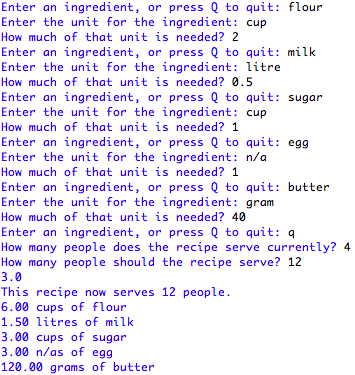 Enter an ingredient, or press Q to quit: flour
Enter the unit for the ingredient: cup
How much of that unit is needed? 2
Enter an ingredient, or press Q to quit: milk
Enter the unit for the ingredient: litre
How much of that unit is needed? 0.5
Enter an ingredient, or press Q to quit: sugar
Enter the unit for the ingredient: cup
How much of that unit is needed? 1
Enter an ingredient, or press Q to quit: egg
Enter the unit for the ingredient: n/a
How much of that unit is needed? 1
Enter an ingredient, or press Q to quit: butter
Enter the unit for the ingredient: gram
How much of that unit is needed? 40
Enter an ingredient, or press Q to quit: q
How many people does the recipe serve currently? 4
How many people should the recipe serve? 12
3.0
This recipe now serves 12 people.
6.00 cups of flour
1.50 litres of milk
3.00 cups of sugar
3.00 n/as of egg
120.00 grams of butter